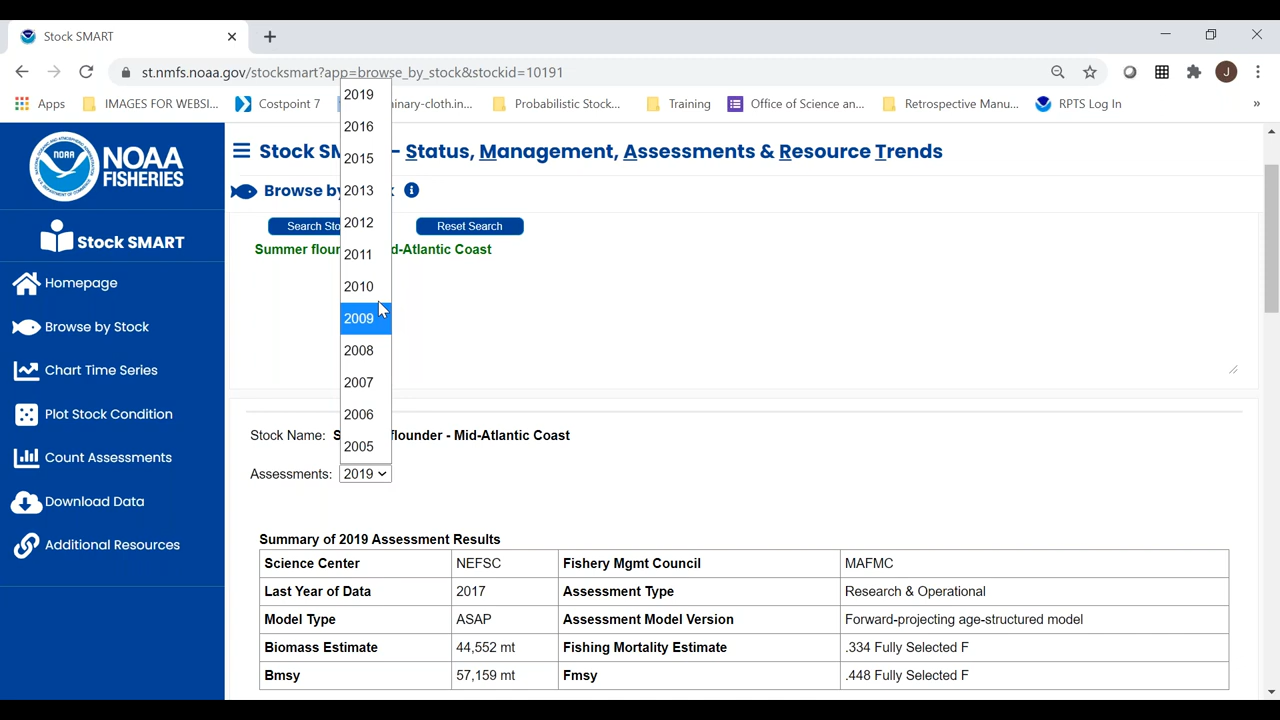 Stock SMART
st.nmfs.noaa.gov/stocksmart?app=browse_by_stock&stockid=10191
Apps IMAGES FOR WEBSI... Costpoint 7 inary-cloth.in... Probabilistic Stock... Training Office of Science an... Retrospective Manu... RPTS Log In
NOAA
FISHERIES
Stock SMART
Homepage
Browse by Stock
Chart Time Series
Plot Stock Condition
Count Assessments
Download Data
Additional Resources
Stock SM - Status, Management, Assessments & Resource Trends
Browse by
Search Sto Reset Search
Summer flou d-Atlantic Coast
2019
2016
2015
2013
2012
2011
2010
2009
2008
2007
2006
2005
Stock Name: S flounder - Mid-Atlantic Coast
Assessments: 2019
Summary of 2019 Assessment Results
Science Center NEFSC Fishery Mgmt Council MAFMC
Last Year of Data 2017 Assessment Type Research & Operational
Model Type ASAP Assessment Model Version Forward-projecting age-structured model
Biomass Estimate 44,552 mt Fishing Mortality Estimate .334 Fully Selected F
Bmsy 57,159 mt Fmsy .448 Fully Selected F